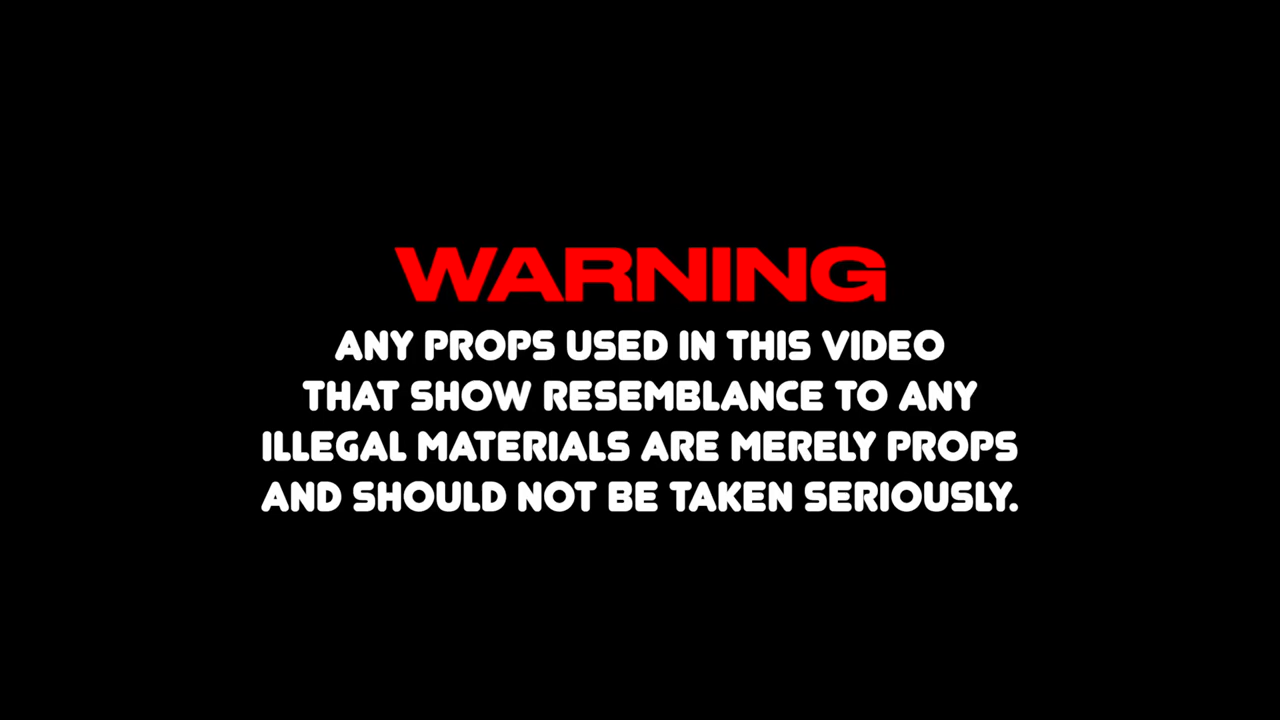 WARNING
ANY PROPS USED IN THIS VIDEO
THAT SHOW RESEMBLANCE TO ANY
ILLEGAL MATERIALS ARE MERELY PROPS
AND SHOULD NOT BE TAKEN SERIOUSLY.